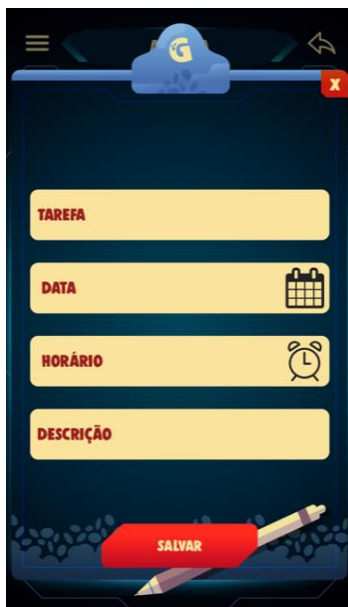 G
X
TAREFA
DATA
HORÁRIO
DESCRIÇÃO
SALVAR